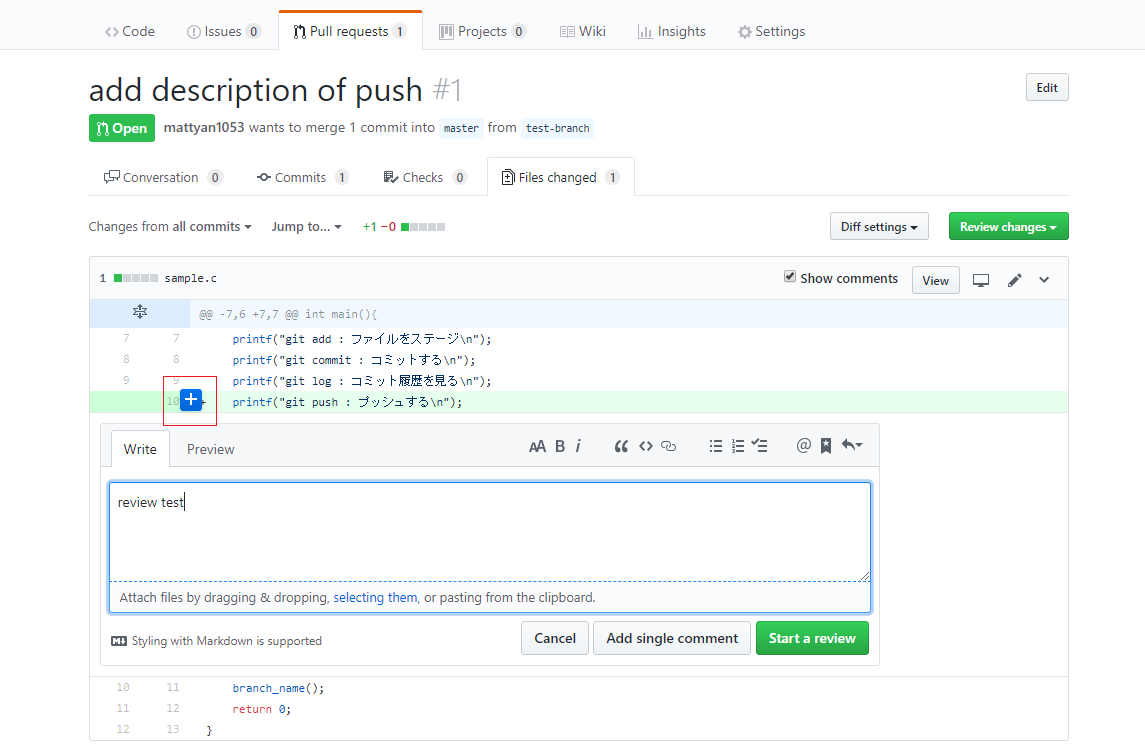 Code Issues 0 Pull requests 1 Projects 0 Wiki Insights Settings
add description of push #1 Edit
Open mattyan1053 wants to merge 1 commit into master from test-branch
Conversation 0 Commits 1 Checks 0 Files changed 1
Changes from all commits Jump to... +1 −0 Diff settings Review changes
1 sample.c Show comments View
@@ -7,6 +7,7 @@ int main(){
7 7 printf("git add : ファイルをステージ\n");
8 8 printf("git commit : コミットする\n");
9 9 printf("git log : コミット履歴を見る\n");
10 + printf("git push : プッシュする\n");
Write Preview AA B i
review test
Attach files by dragging & dropping, selecting them, or pasting from the clipboard.
Styling with Markdown is supported Cancel Add single comment Start a review
10 11 branch_name();
11 12 return 0;
12 13 }